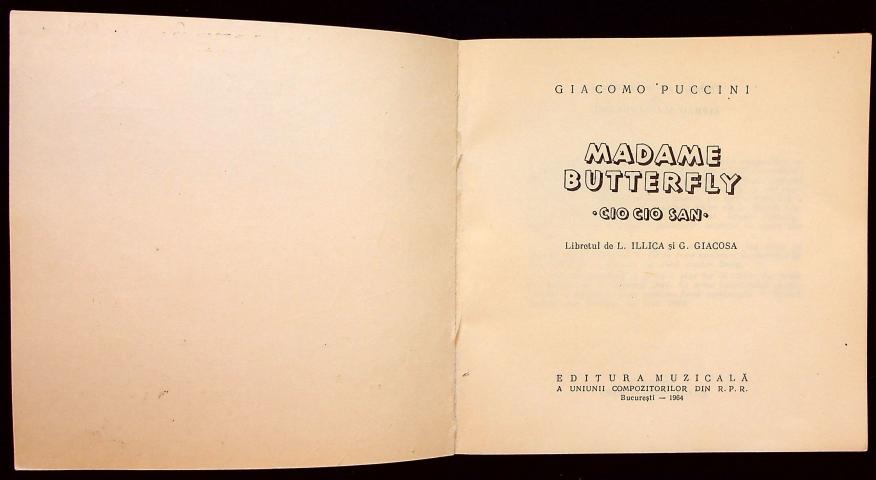 GIACOMO PUCCINI
MADAME
BUTTERFLY
·CIO CIO SAN·
Libretul de L. ILLICA și G. GIACOSA
EDITURA MUZICALĂ
A UNIUNII COMPOZITORILOR DIN R.P.R.
București — 1964